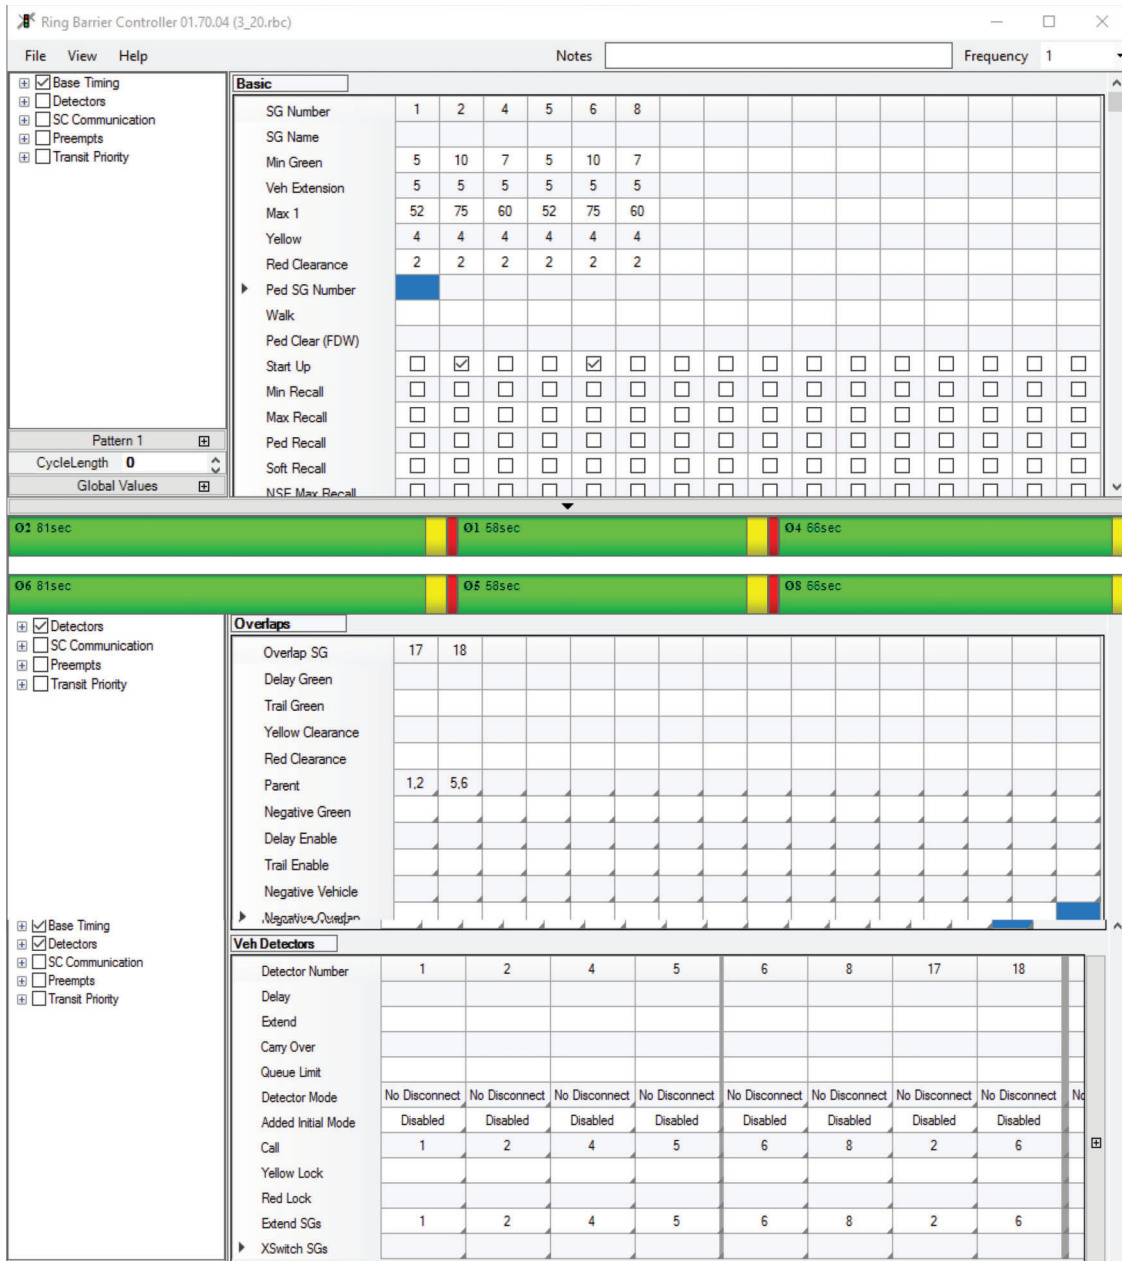 Ring Barrier Controller 01.70.04 (3_20.rbc)
File View Help Notes Frequency 1
Base Timing
Detectors
SC Communication
Preempts
Transit Priority
Pattern 1
CycleLength 0
Global Values
Basic
SG Number 1 2 4 5 6 8
SG Name
Min Green 5 10 7 5 10 7
Veh Extension 5 5 5 5 5 5
Max 1 52 75 60 52 75 60
Yellow 4 4 4 4 4 4
Red Clearance 2 2 2 2 2 2
Ped SG Number
Walk
Ped Clear (FDW)
Start Up
Min Recall
Max Recall
Ped Recall
Soft Recall
NSE Max Recall
Ø2 81sec Ø1 58sec Ø4 66sec
Ø6 81sec Ø5 58sec Ø8 66sec
Detectors
SC Communication
Preempts
Transit Priority
Overlaps
Overlap SG 17 18
Delay Green
Trail Green
Yellow Clearance
Red Clearance
Parent 1,2 5,6
Negative Green
Delay Enable
Trail Enable
Negative Vehicle
Negative Overlap
Base Timing
Detectors
SC Communication
Preempts
Transit Priority
Veh Detectors
Detector Number 1 2 4 5 6 8 17 18
Delay
Extend
Carry Over
Queue Limit
Detector Mode No Disconnect No Disconnect No Disconnect No Disconnect No Disconnect No Disconnect No Disconnect No Disconnect
Added Initial Mode Disabled Disabled Disabled Disabled Disabled Disabled Disabled Disabled
Call 1 2 4 5 6 8 2 6
Yellow Lock
Red Lock
Extend SGs 1 2 4 5 6 8 2 6
XSwitch SGs